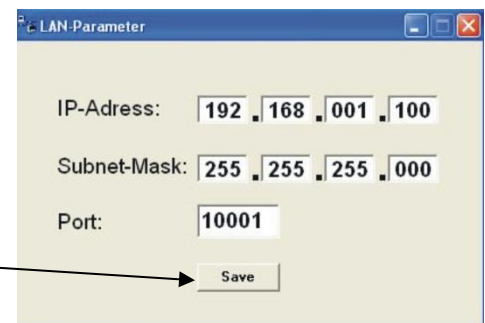 LAN-Parameter
IP-Adress: 192 . 168 . 001 . 100
Subnet-Mask: 255 . 255 . 255 . 000
Port: 10001
Save